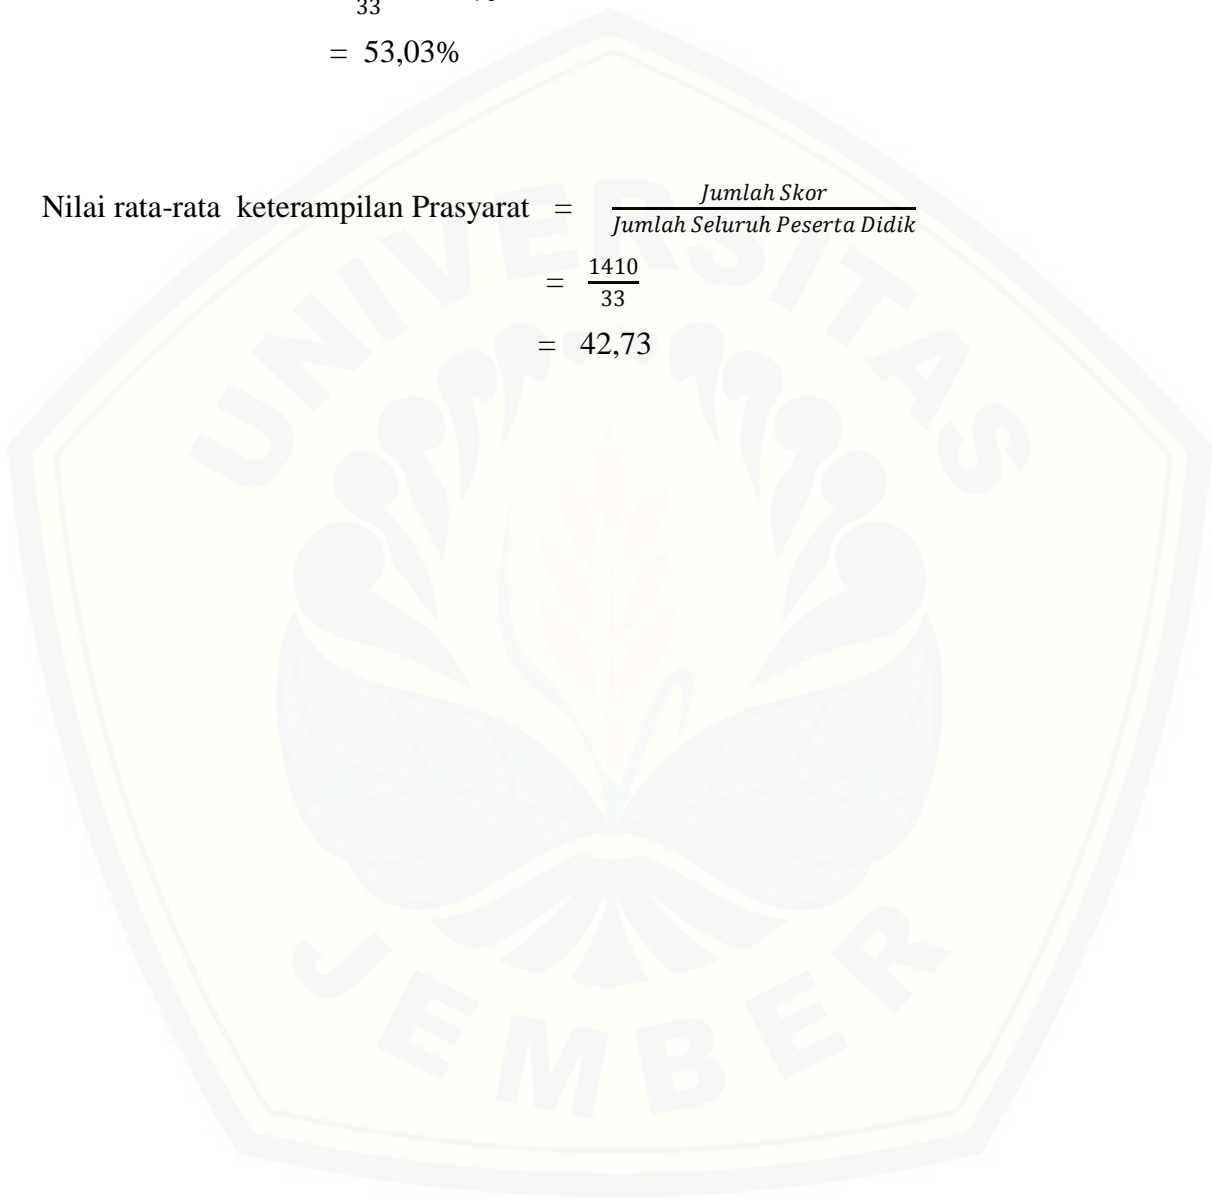 33
= 53,03%
Nilai rata-rata keterampilan Prasyarat = Jumlah Skor
Jumlah Seluruh Peserta Didik
= 1410
33
= 42,73
UNIVERSITAS
JEMBER